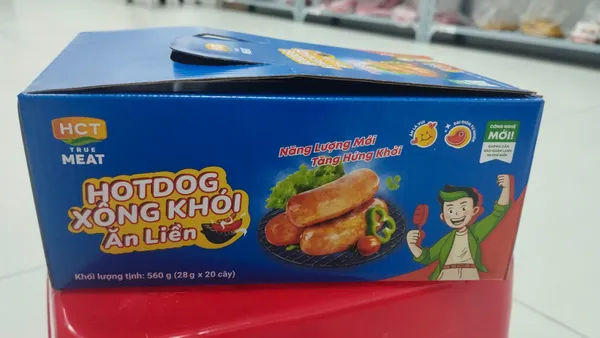 HCT
TRUE
MEAT
HOTDOG
XÔNG KHÓI
Ăn Liền
Khối lượng tịnh: 560 g (28 g x 20 cây)
Năng Lượng Mới
Tăng Hứng Khởi
CÔNG NGHỆ
MỚI!